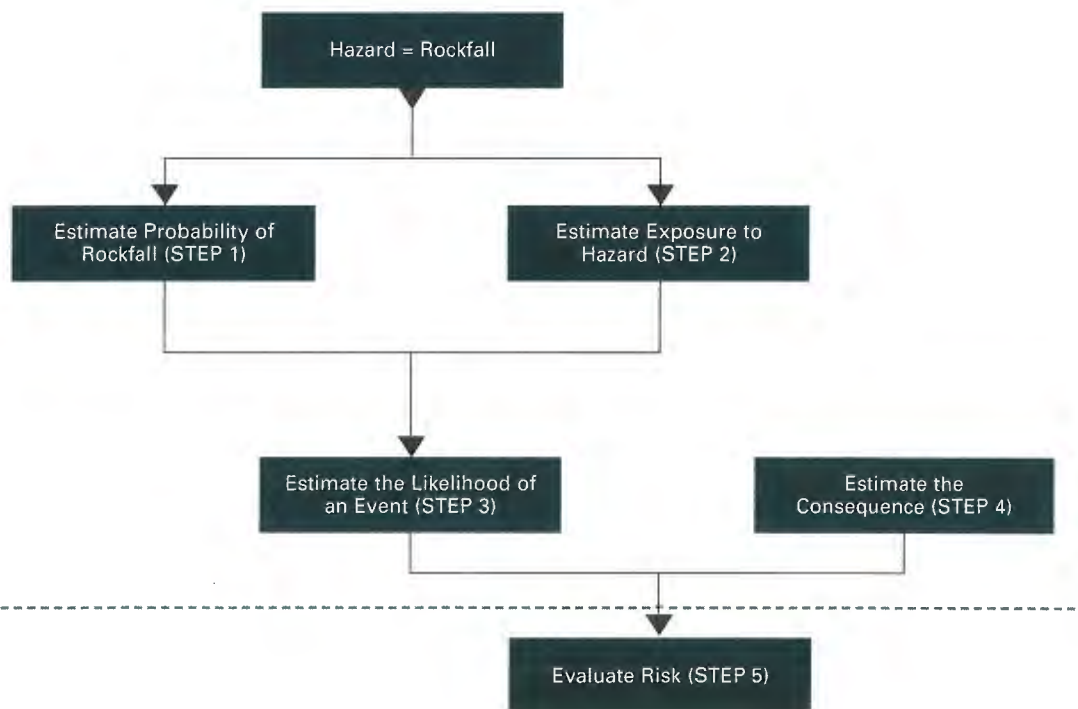 Hazard = Rockfall
Estimate Probability of
Rockfall (STEP 1)
Estimate Exposure to
Hazard (STEP 2)
Estimate the Likelihood of
an Event (STEP 3)
Estimate the
Consequence (STEP 4)
Evaluate Risk (STEP 5)